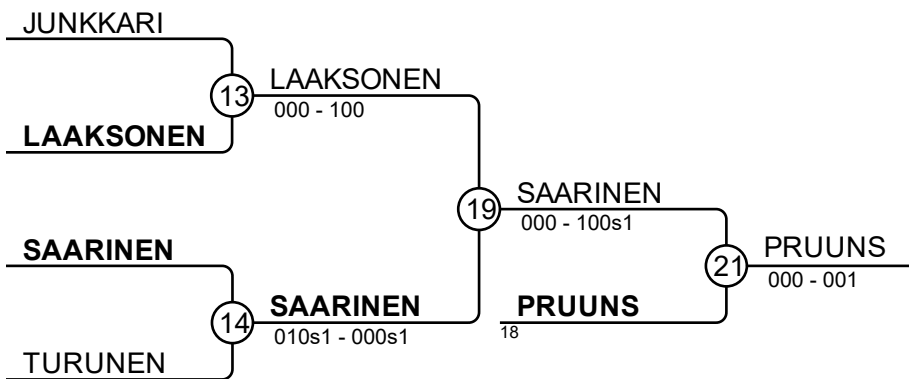 JUNKKARI
13
LAAKSONEN
000 - 100
LAAKSONEN
19
SAARINEN
000 - 100s1
SAARINEN
21
PRUUNS
000 - 001
14
SAARINEN
010s1 - 000s1
PRUUNS
18
TURUNEN